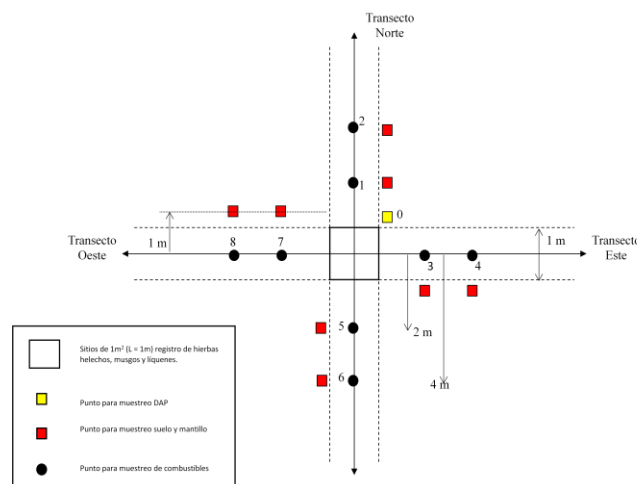 Transecto
Norte
2
1
0
1 m
Transecto
Oeste
8
7
3
4
1 m
Transecto
Este
5
2 m
6
4 m
Sitios de 1m² (L = 1m) registro de hierbas
helechos, musgos y liquenes.
Punto para muestreo DAP
Punto para muestreo suelo y mantillo
Punto para muestreo de combustibles